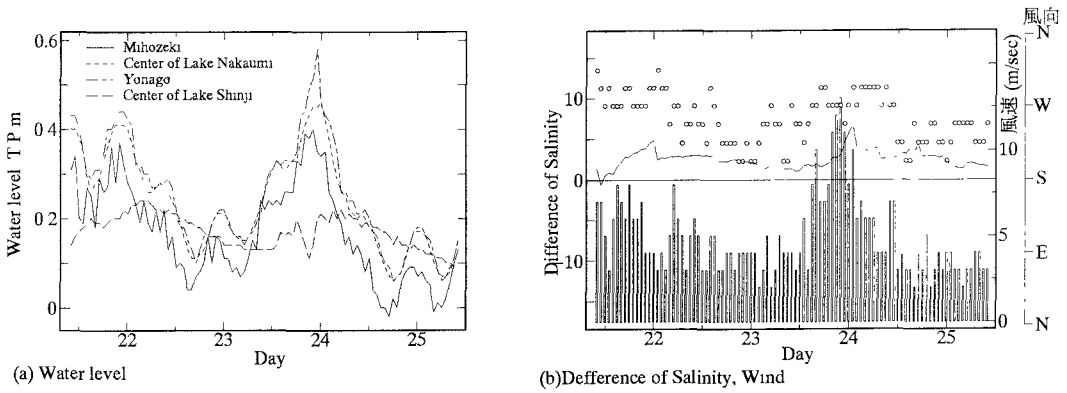 0.6
0.4
0.2
0
Water level T P m
Mihozeki
Center of Lake Nakaumi
Yonago
Center of Lake Shinji
22
23
24
25
Day
(a) Water level
10
0
-10
Difference of Salinity
22
23
24
25
Day
10
5
0
風速 (m/sec)
風向
N
W
S
E
N
(b)Defference of Salinity, Wind